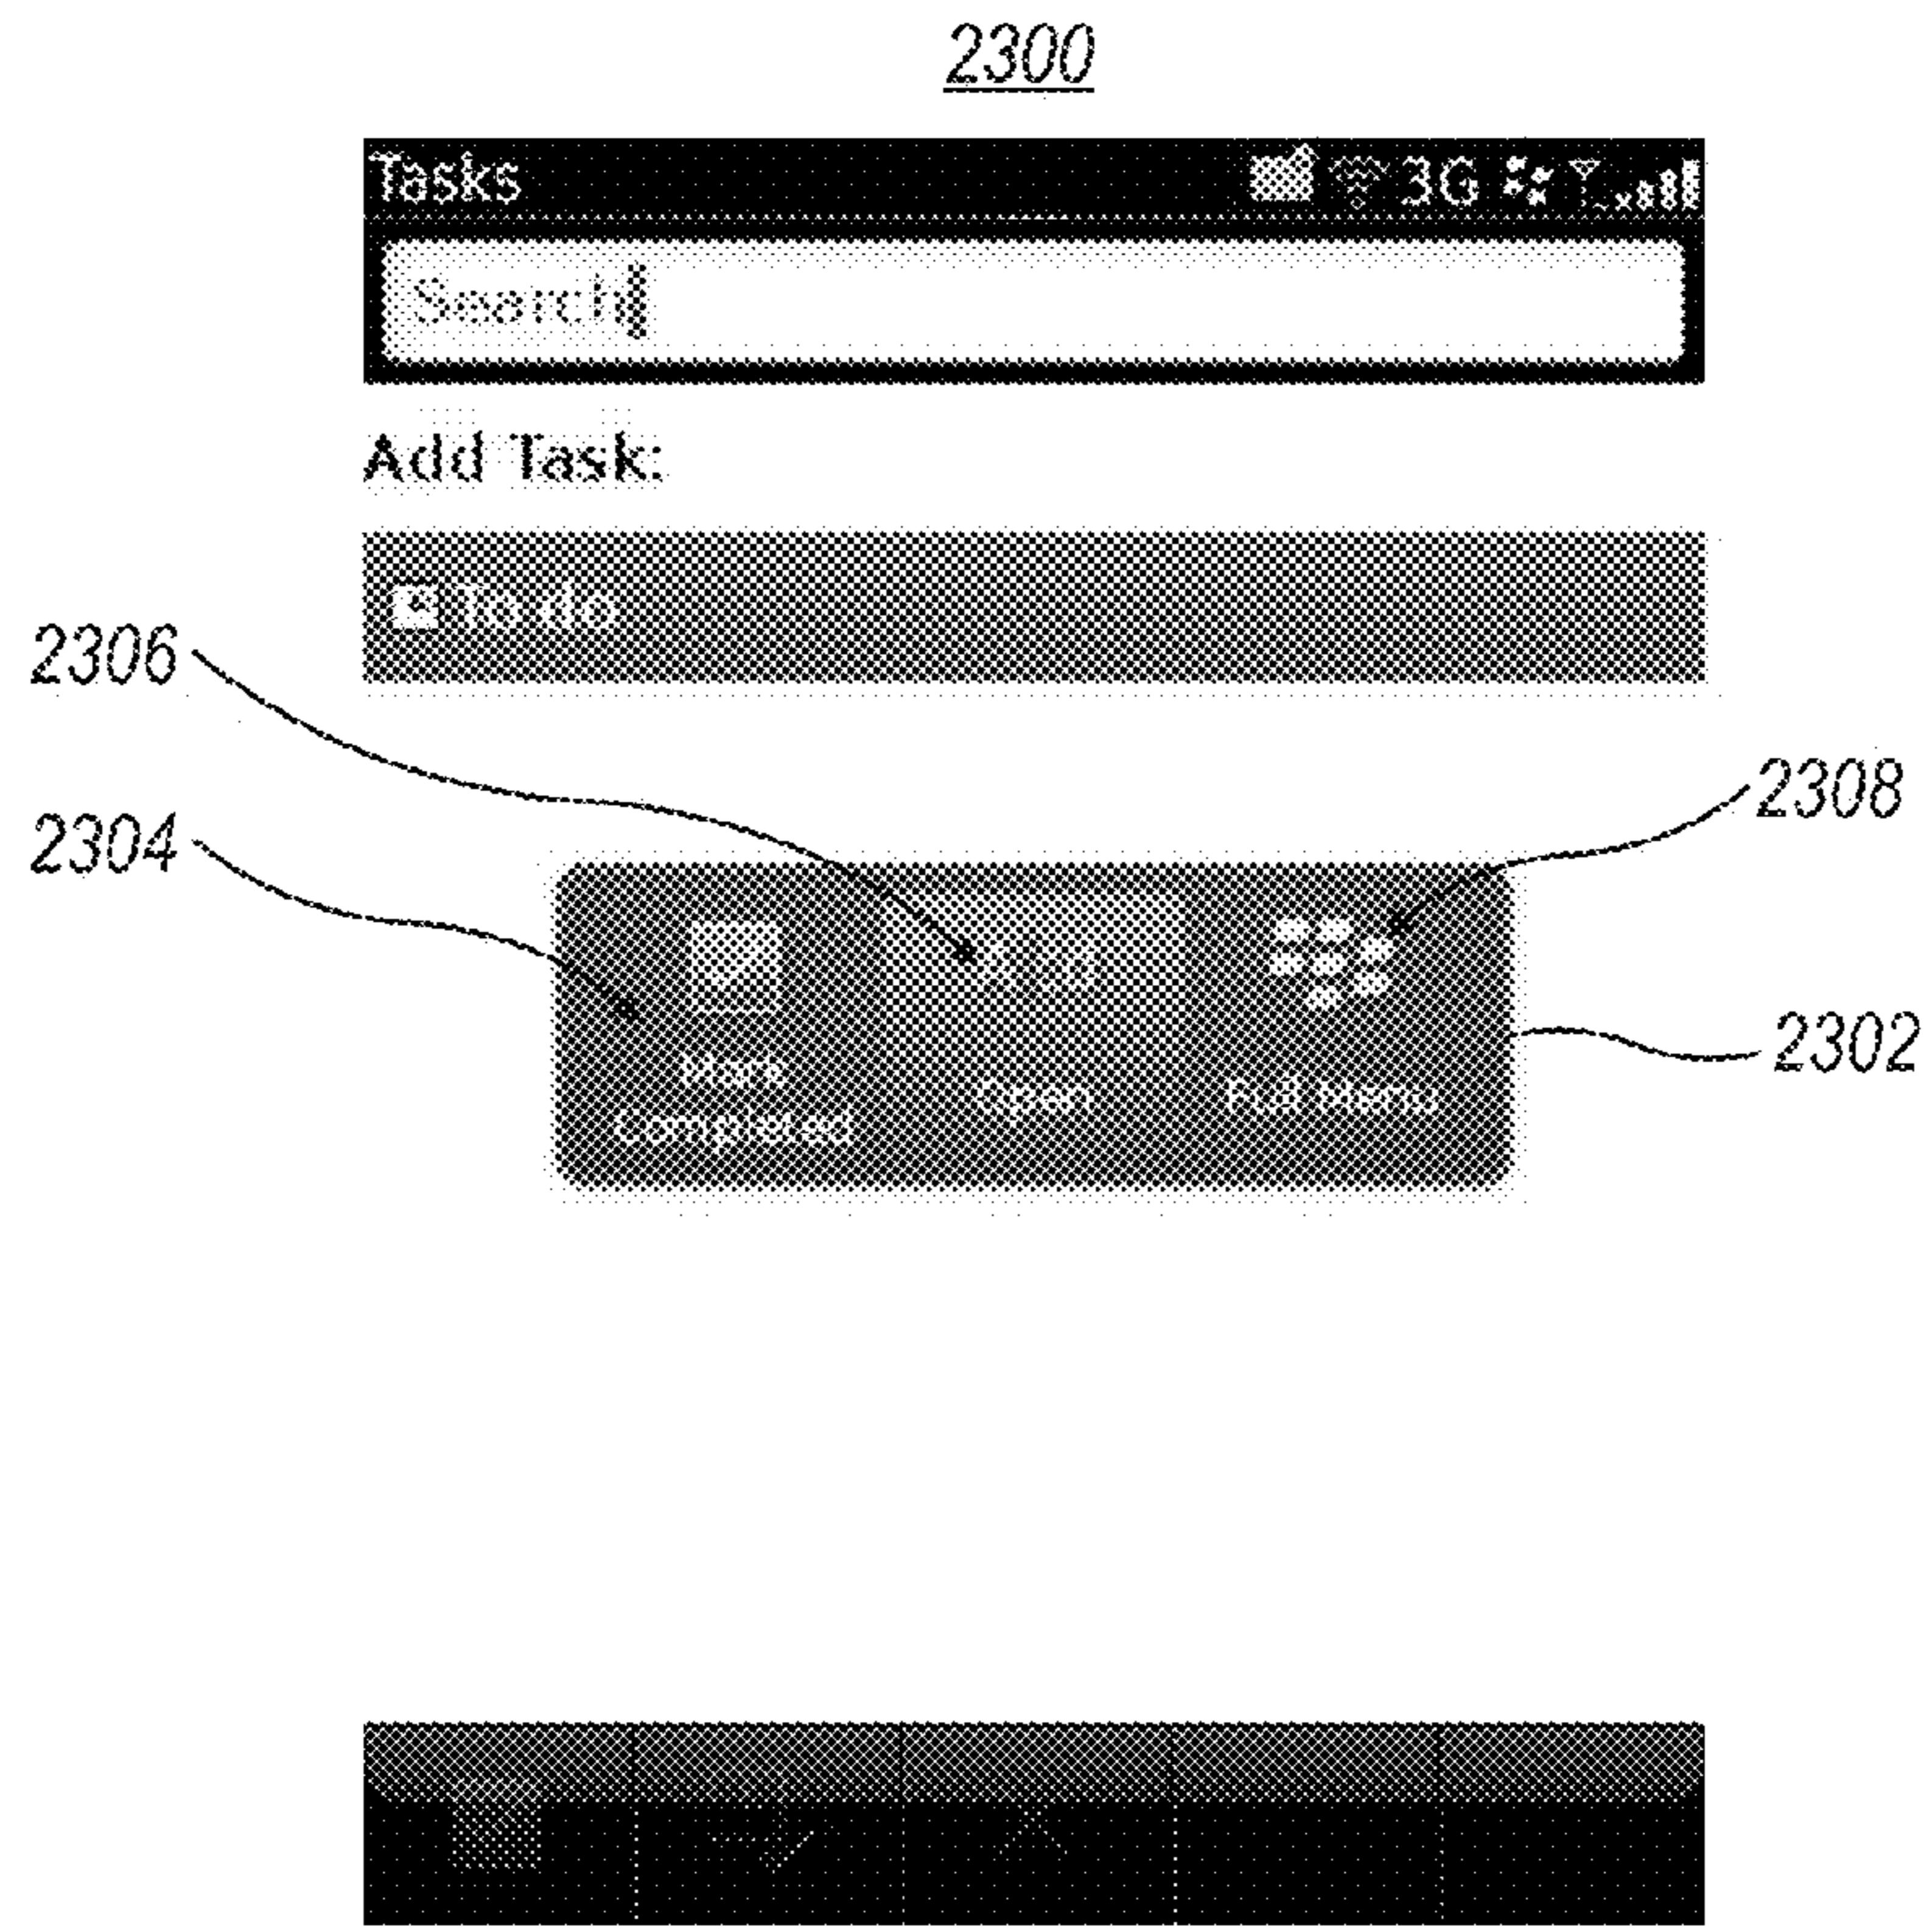 2300
Tasks 3G
Search
Add Task:
To do
2306
2308
2304
2302
Mark
Completed
Open
Full Menu